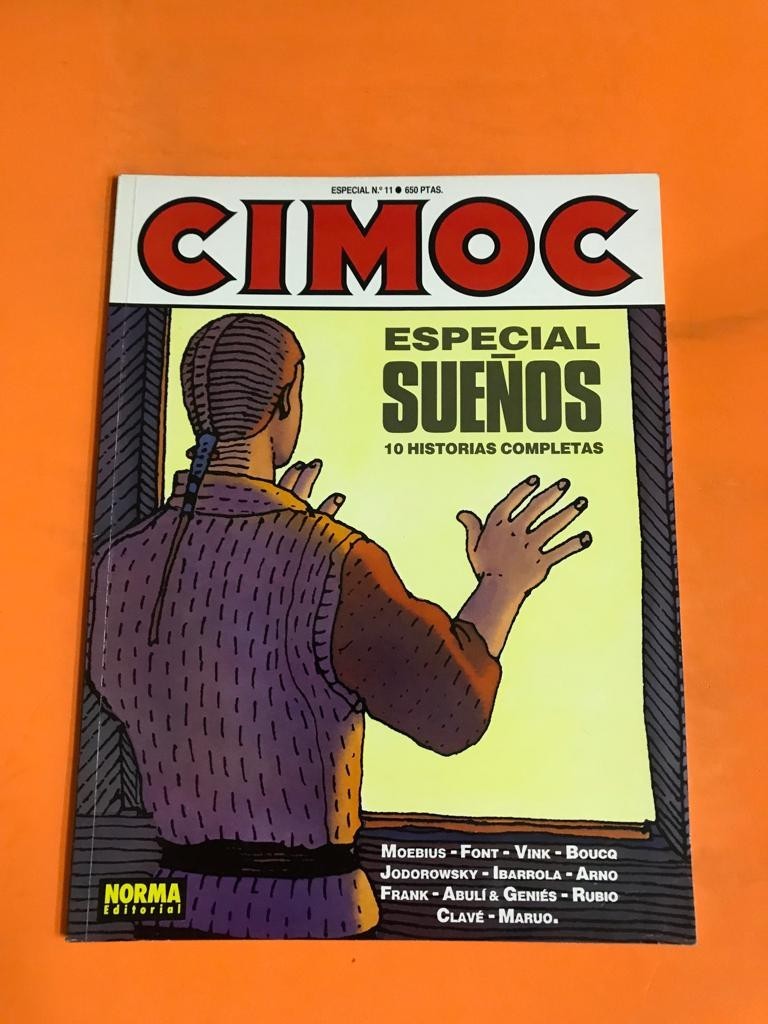 ESPECIAL N.º 11 ● 650 PTAS.
CIMOC
ESPECIAL
SUEÑOS
10 HISTORIAS COMPLETAS
MOEBIUS - FONT - VINK - BOUCQ
JODOROWSKY - IBARROLA - ARNO
FRANK - ABULÍ & GENIÉS - RUBIO
CLAVÉ - MARUO.
NORMA
Editorial